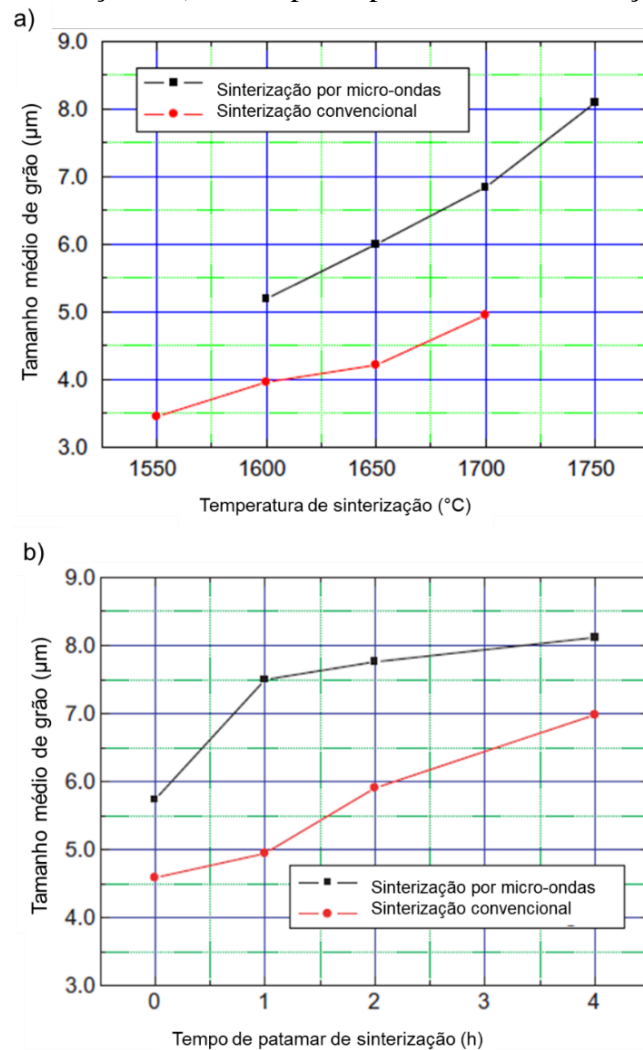 a)
9.0
8.0
7.0
6.0
5.0
4.0
3.0
Tamanho médio de grão (µm)
Sinterização por micro-ondas
Sinterização convencional
1550 1600 1650 1700 1750
Temperatura de sinterização (°C)
b)
9.0
8.0
7.0
6.0
5.0
4.0
3.0
Tamanho médio de grão (µm)
Sinterização por micro-ondas
Sinterização convencional
0 1 2 3 4
Tempo de patamar de sinterização (h)